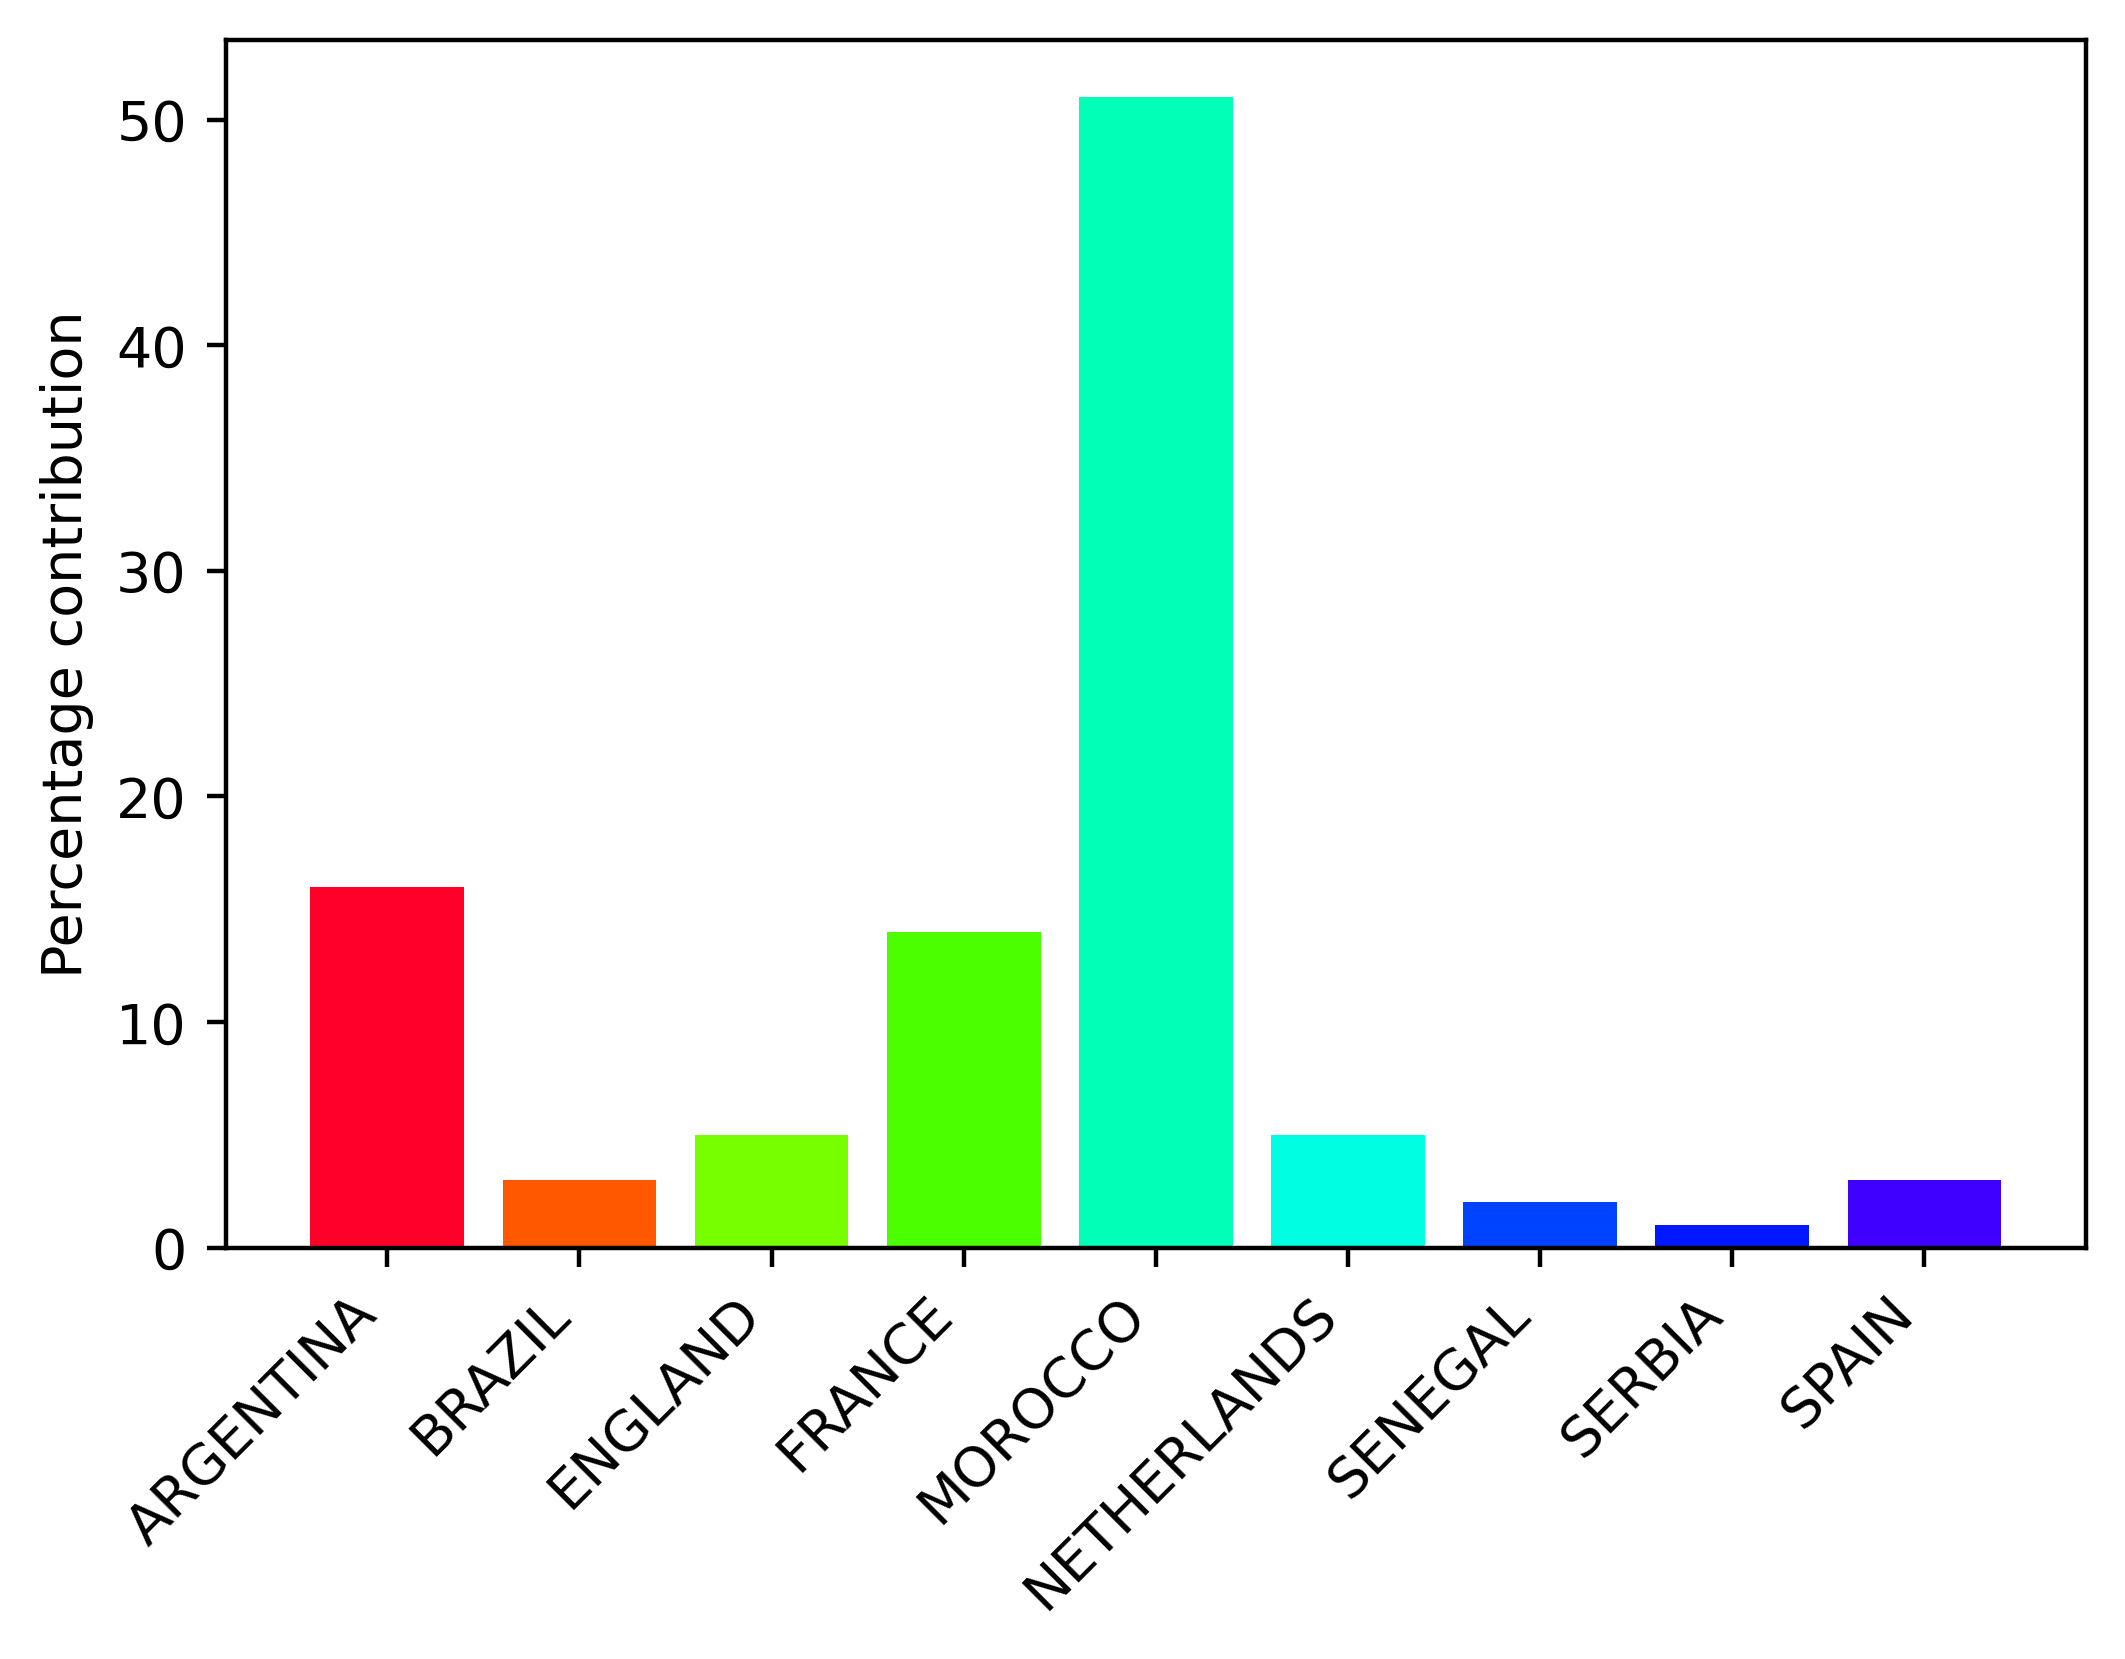 Percentage contribution
50
40
30
20
10
0
ARGENTINA
BRAZIL
ENGLAND
FRANCE
MOROCCO
NETHERLANDS
SENEGAL
SERBIA
SPAIN